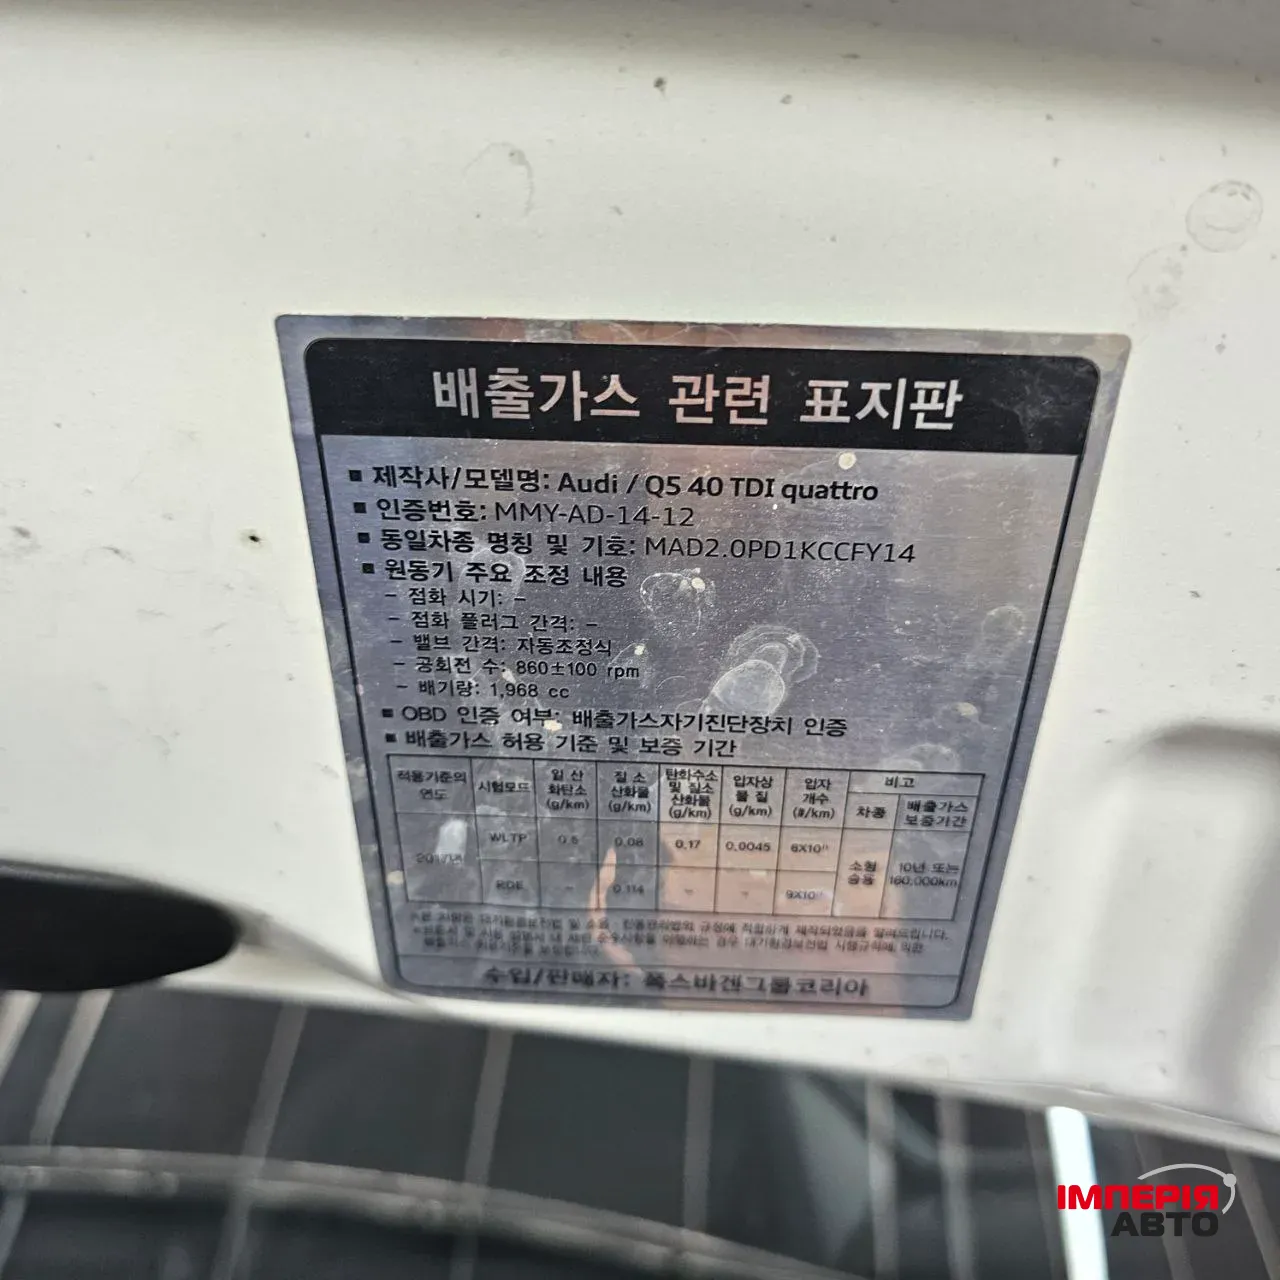 배출가스 관련 표지판
■ 제작사/모델명: Audi / Q5 40 TDI quattro
■ 인증번호: MMY-AD-14-12
■ 동일차종 명칭 및 기호: MAD2.0PD1KCCFY14
■ 원동기 주요 조정 내용
- 점화 시기: -
- 점화 플러그 간격: -
- 밸브 간격: 자동조정식
- 공회전 수: 860±100 rpm
- 배기량: 1,968 cc
■ OBD 인증 여부: 배출가스자기진단장치 인증
■ 배출가스 허용 기준 및 보증 기간
적용기준의 연도 시험모드 일산화탄소 (g/km) 질소산화물 (g/km) 탄화수소 및 질소산화물 (g/km) 입자상 물질 (g/km) 입자 개수 (#/km) 비고
차종 배출가스 보증기간
WLTP 0.5 0.08 0.17 0.0045 6X10¹¹ 소형 승용 10년 또는 160,000km
RDE - 0.114 - - 9X10¹¹
수입/판매자: 폭스바겐그룹코리아
ІМПЕРІЯ
АВТО